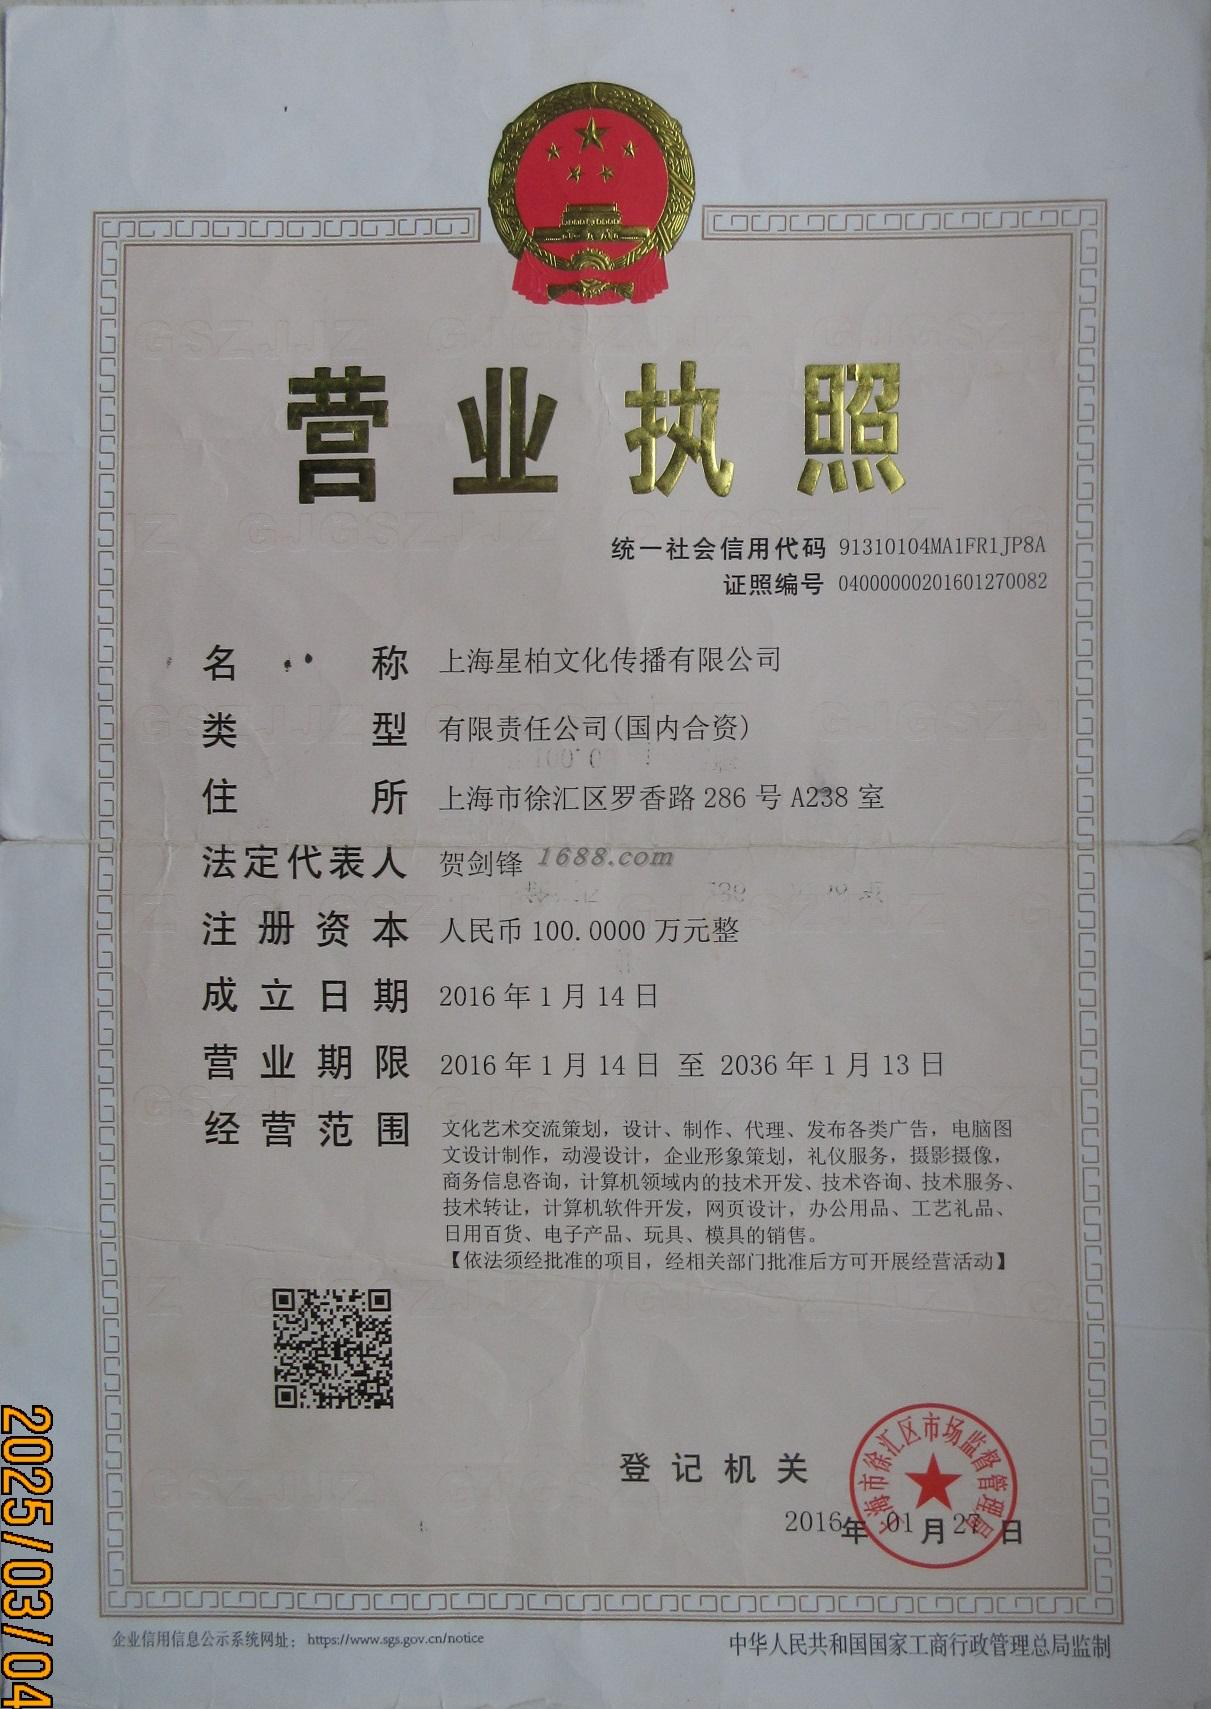 营业执照
统一社会信用代码 91310104MA1FR1JP8A
证照编号 04000000201601270082
名称 上海星柏文化传播有限公司
类型 有限责任公司(国内合资)
住所 上海市徐汇区罗香路286号A238室
法定代表人 贺剑锋
1688.com
注册资本 人民币100.0000万元整
成立日期 2016年1月14日
营业期限 2016年1月14日 至 2036年1月13日
经营范围 文化艺术交流策划，设计、制作、代理、发布各类广告，电脑图
文设计制作，动漫设计，企业形象策划，礼仪服务，摄影摄像，
商务信息咨询，计算机领域内的技术开发、技术咨询、技术服务、
技术转让，计算机软件开发，网页设计，办公用品、工艺礼品、
日用百货、电子产品、玩具、模具的销售。
【依法须经批准的项目，经相关部门批准后方可开展经营活动】
登记机关
上海市徐汇区市场监督管理局
2016年01月27日
企业信用信息公示系统网址： https://www.sgs.gov.cn/notice
中华人民共和国国家工商行政管理总局监制
2025/03/04